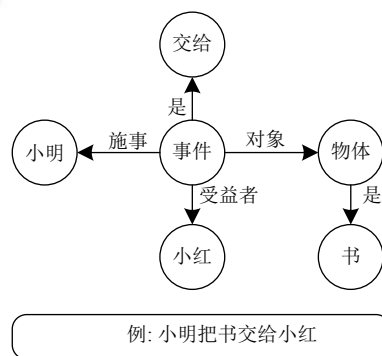 交给
是
小明
施事
事件
对象
物体
受益者
是
小红
书
例: 小明把书交给小红